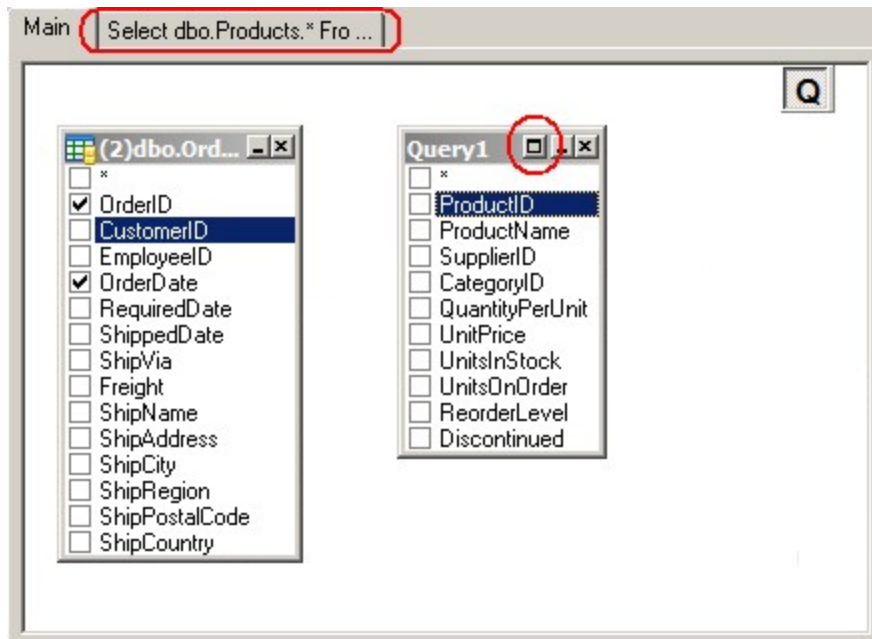 Main
Select dbo.Products.* Fro ...
Q
(2)dbo.Ord...
*
OrderID
CustomerID
EmployeeID
OrderDate
RequiredDate
ShippedDate
ShipVia
Freight
ShipName
ShipAddress
ShipCity
ShipRegion
ShipPostalCode
ShipCountry
Query1
*
ProductID
ProductName
SupplierID
CategoryID
QuantityPerUnit
UnitPrice
UnitsInStock
UnitsOnOrder
ReorderLevel
Discontinued